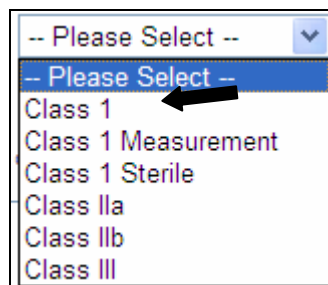 -- Please Select --
-- Please Select --
Class 1
Class 1 Measurement
Class 1 Sterile
Class IIa
Class IIb
Class III